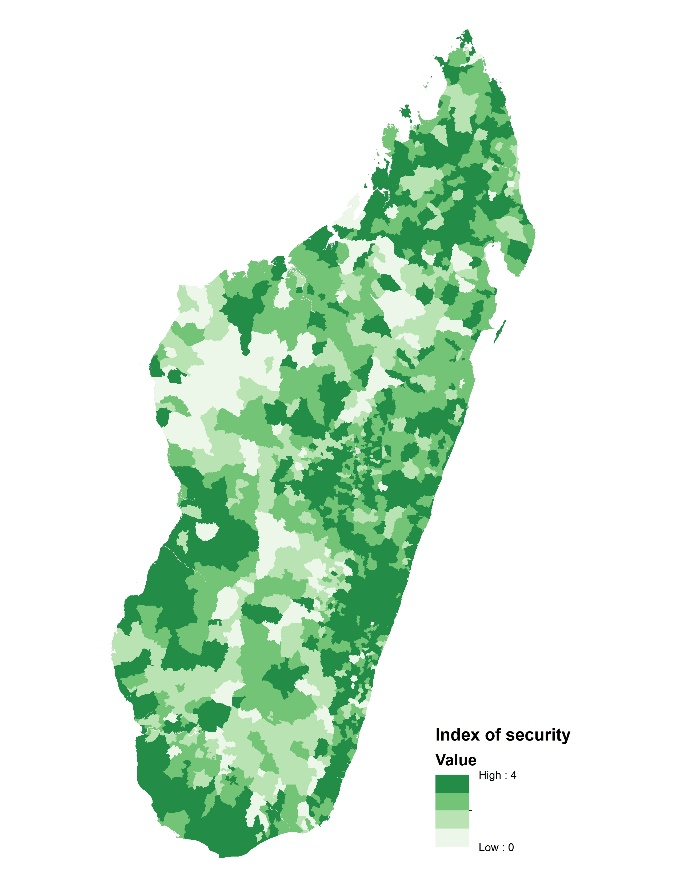 Index of security
Value
High : 4
Low : 0